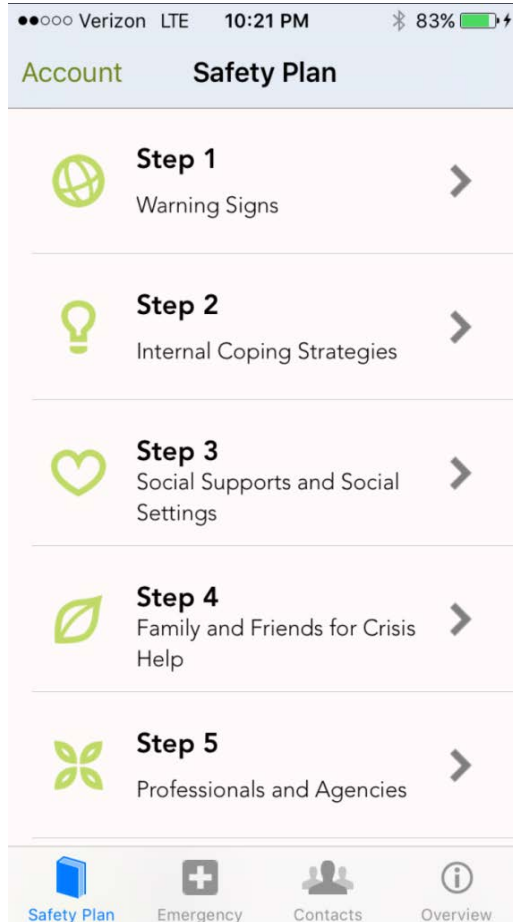 Verizon LTE 10:21 PM 83%
Account Safety Plan
Step 1
Warning Signs
Step 2
Internal Coping Strategies
Step 3
Social Supports and Social
Settings
Step 4
Family and Friends for Crisis
Help
Step 5
Professionals and Agencies
Safety Plan Emergency Contacts Overview